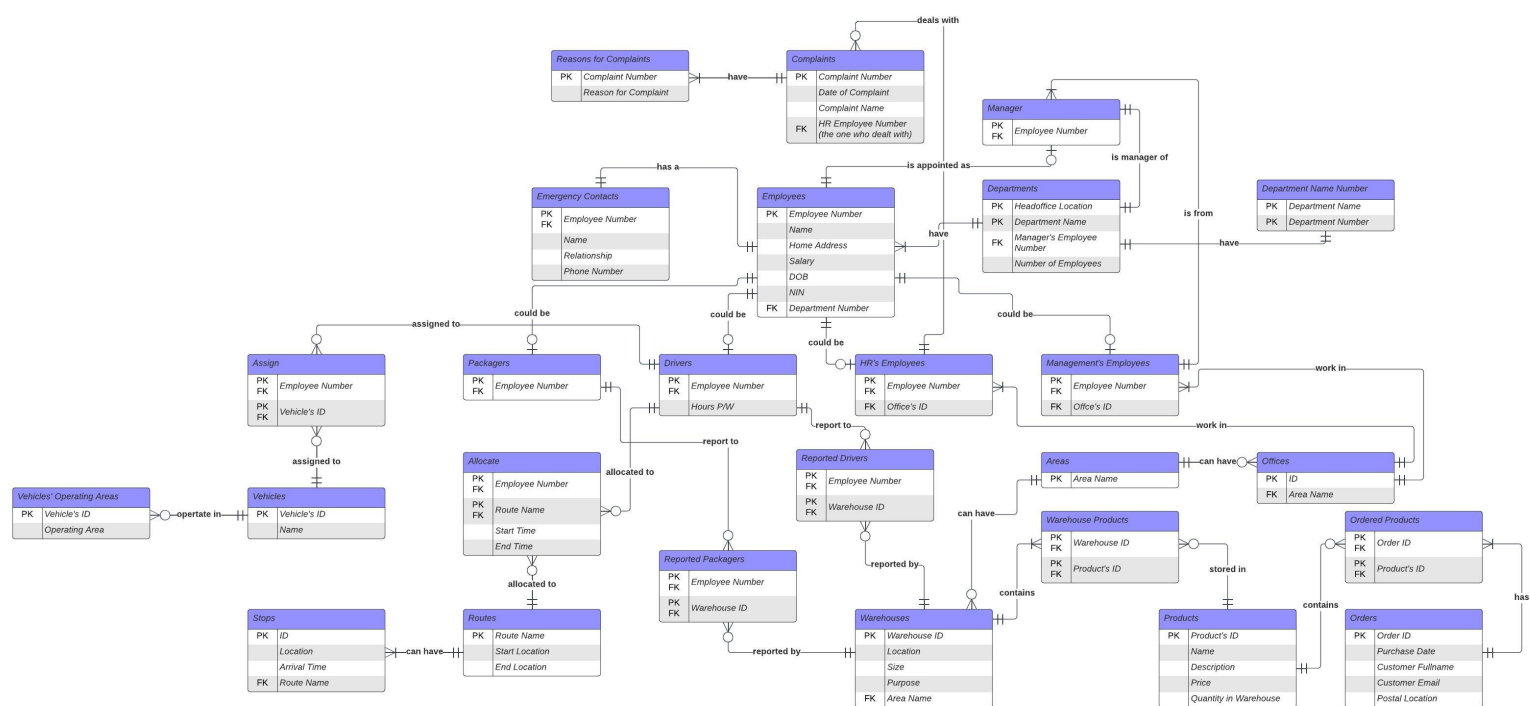 deals with
Reasons for Complaints
PK Complaint Number
Reason for Complaint
have
Complaints
PK Complaint Number
Date of Complaint
Complaint Name
FK HR Employee Number
(the one who dealt with)
Manager
PK
FK
Employee Number
is manager of
is appointed as
has a
Emergency Contacts
PK
FK
Employee Number
Name
Relationship
Phone Number
Employees
PK Employee Number
Name
Home Address
Salary
DOB
NIN
FK Department Number
have
Departments
PK Headoffice Location
PK Department Name
FK Manager's Employee
Number
Number of Employees
is from
have
Department Name Number
PK Department Name
PK Department Number
could be
could be
could be
could be
assigned to
Assign
PK
FK
Employee Number
PK
FK
Vehicle's ID
Packagers
PK
FK
Employee Number
Drivers
PK
FK
Employee Number
Hours P/W
HR's Employees
PK
FK
Employee Number
FK Office's ID
Management's Employees
PK
FK
Employee Number
FK Offce's ID
work in
work in
report to
report to
allocated to
assigned to
Vehicles' Operating Areas
PK Vehicle's ID
Operating Area
opertate in
Vehicles
PK Vehicle's ID
Name
Allocate
PK
FK
Employee Number
PK
FK
Route Name
Start Time
End Time
allocated to
Reported Drivers
PK
FK
Employee Number
PK
FK
Warehouse ID
reported by
Areas
PK Area Name
can have
Offices
PK ID
FK Area Name
can have
Warehouse Products
PK
FK
Warehouse ID
PK
FK
Product's ID
stored in
Ordered Products
PK
FK
Order ID
PK
FK
Product's ID
has
contains
contains
Reported Packagers
PK
FK
Employee Number
PK
FK
Warehouse ID
reported by
Stops
PK ID
Location
Arrival Time
FK Route Name
can have
Routes
PK Route Name
Start Location
End Location
Warehouses
PK Warehouse ID
Location
Size
Purpose
FK Area Name
Products
PK Product's ID
Name
Description
Price
Quantity in Warehouse
Orders
PK Order ID
Purchase Date
Customer Fullname
Customer Email
Postal Location